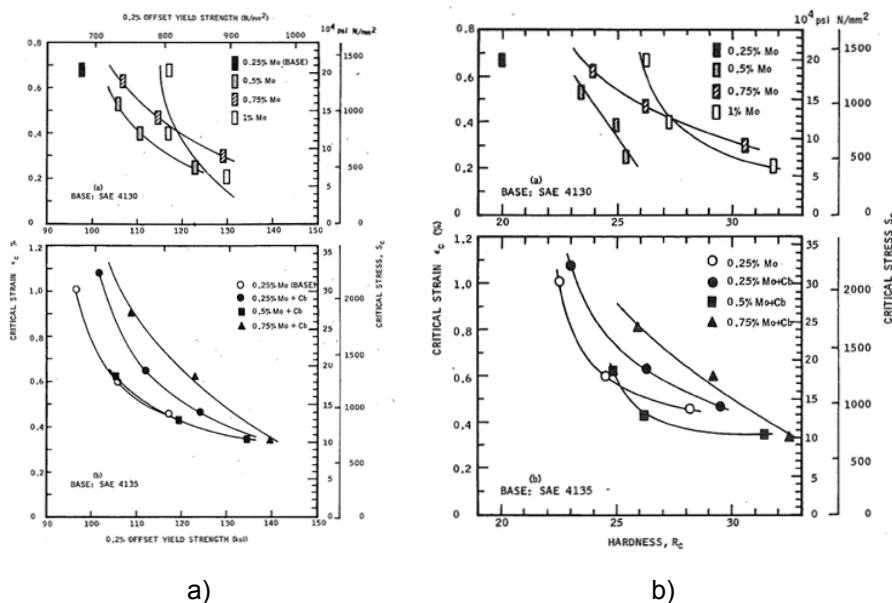 0.2% OFFSET YIELD STRENGTH (N/mm²)
700 800 900 1000
10⁴ psi N/mm²
0.8
0.6
0.4
0.2
0
20
15
10
5
0
1000
500
0.25% Mo (BASE)
0.5% Mo
0.75% Mo
1% Mo
(a)
BASE: SAE 4130
80 90 100 110 120 130 140 150
1.2
1.0
0.8
0.6
0.4
0.2
0
CRITICAL STRAIN ϵc %
CRITICAL STRESS, Sc
35
30
25
20
15
10
5
0
2000
1500
1000
500
0
0,25% Mo (BASE)
0,25% Mo + Cb
0,5% Mo + Cb
0,75% Mo + Cb
(b)
BASE: SAE 4135
90 100 110 120 130 140 150
0.2% OFFSET YIELD STRENGTH (ksi)
a)
10⁴ psi N/mm²
0.8
0.6
0.4
0.2
0
20
15
10
5
0
1500
1000
500
0
0,25% Mo
0,5% Mo
0,75% Mo
1% Mo
(a)
BASE: SAE 4130
20 25 30
1,2
1,0
0,8
0,6
0,4
0,2
0
CRITICAL STRAIN ϵc (%)
CRITICAL STRESS
35
30
20
15
10
5
0
2000
1500
1000
500
0
0,25% Mo
0,25% Mo+Cb
0,5% Mo+Cb
0,75% Mo+Cb
(b)
BASE: SAE 4135
20 25 30
HARDNESS, Rc
b)